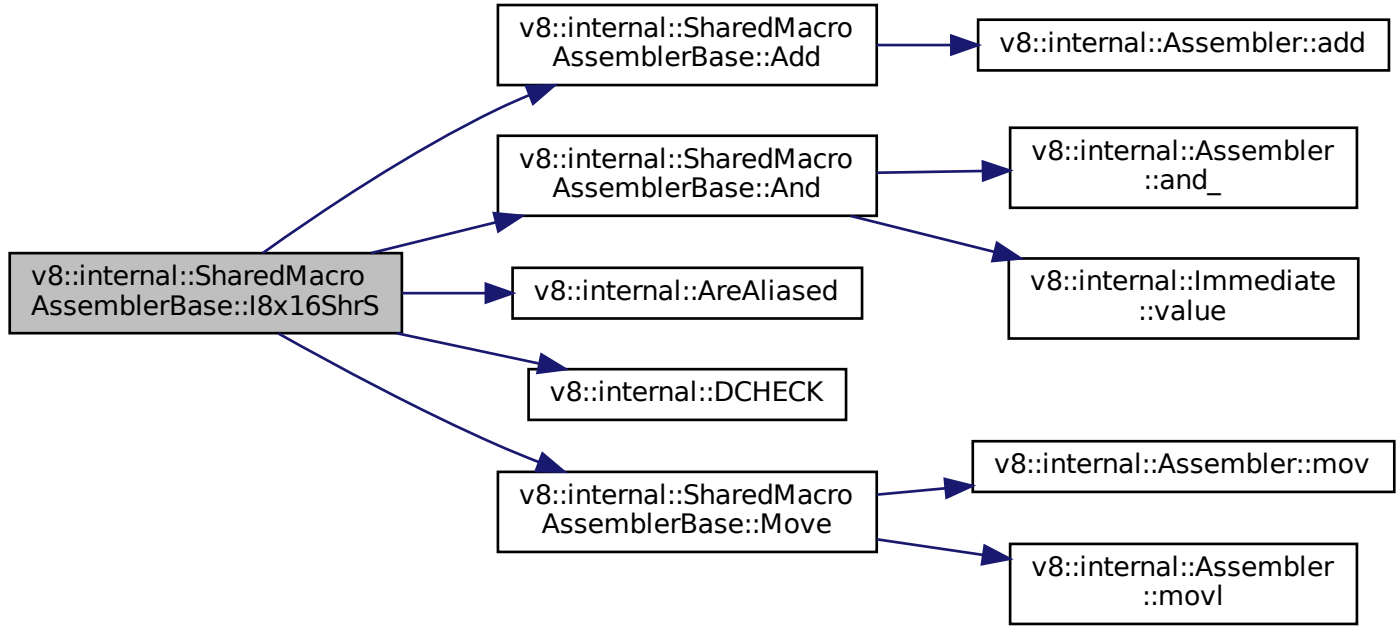 v8::internal::SharedMacro
AssemblerBase::I8x16ShrS
v8::internal::SharedMacro
AssemblerBase::Add
v8::internal::Assembler::add
v8::internal::SharedMacro
AssemblerBase::And
v8::internal::Assembler
::and_
v8::internal::Immediate
::value
v8::internal::AreAliased
v8::internal::DCHECK
v8::internal::SharedMacro
AssemblerBase::Move
v8::internal::Assembler::mov
v8::internal::Assembler
::movl